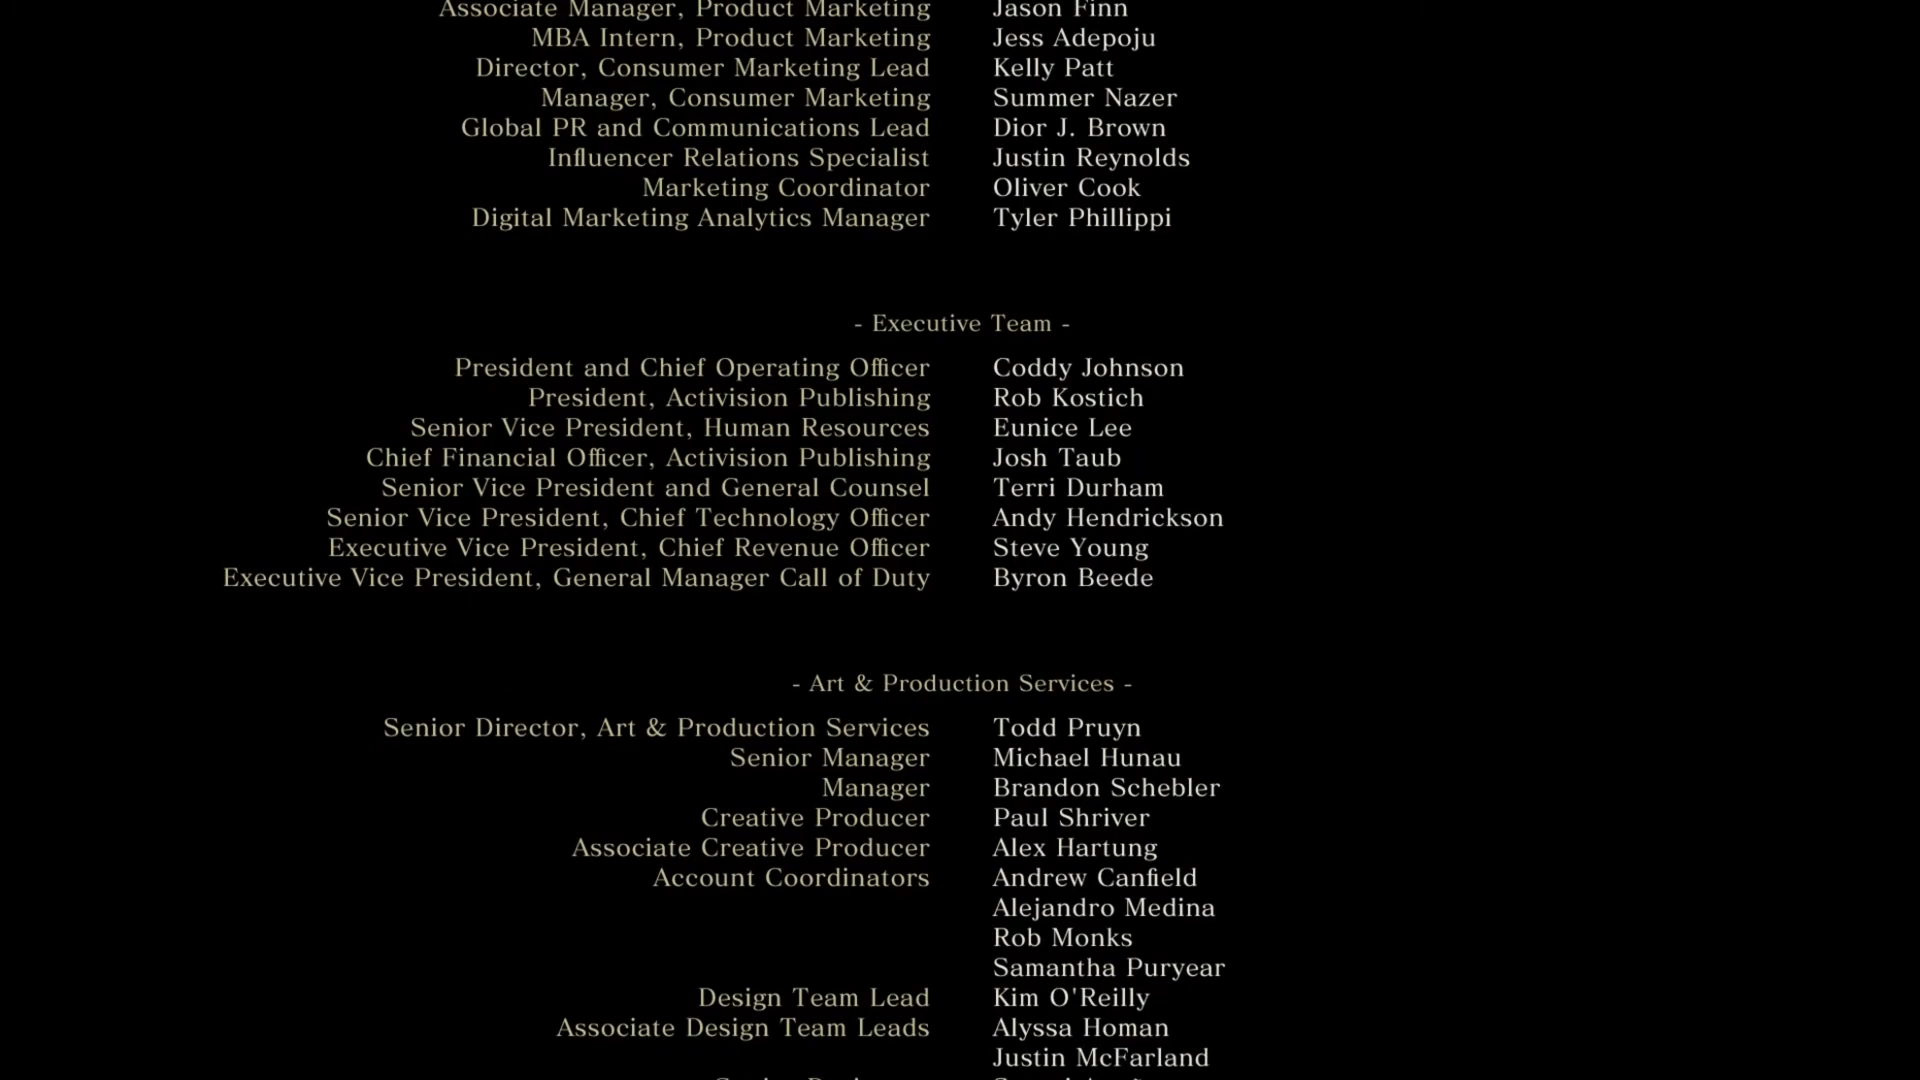 Associate Manager, Product Marketing Jason Finn
MBA Intern, Product Marketing Jess Adepoju
Director, Consumer Marketing Lead Kelly Patt
Manager, Consumer Marketing Summer Nazer
Global PR and Communications Lead Dior J. Brown
Influencer Relations Specialist Justin Reynolds
Marketing Coordinator Oliver Cook
Digital Marketing Analytics Manager Tyler Phillippi
- Executive Team -
President and Chief Operating Officer Coddy Johnson
President, Activision Publishing Rob Kostich
Senior Vice President, Human Resources Eunice Lee
Chief Financial Officer, Activision Publishing Josh Taub
Senior Vice President and General Counsel Terri Durham
Senior Vice President, Chief Technology Officer Andy Hendrickson
Executive Vice President, Chief Revenue Officer Steve Young
Executive Vice President, General Manager Call of Duty Byron Beede
- Art & Production Services -
Senior Director, Art & Production Services Todd Pruyn
Senior Manager Michael Hunau
Manager Brandon Schebler
Creative Producer Paul Shriver
Associate Creative Producer Alex Hartung
Account Coordinators Andrew Canfield
Alejandro Medina
Rob Monks
Samantha Puryear
Design Team Lead Kim O'Reilly
Associate Design Team Leads Alyssa Homan
Justin McFarland